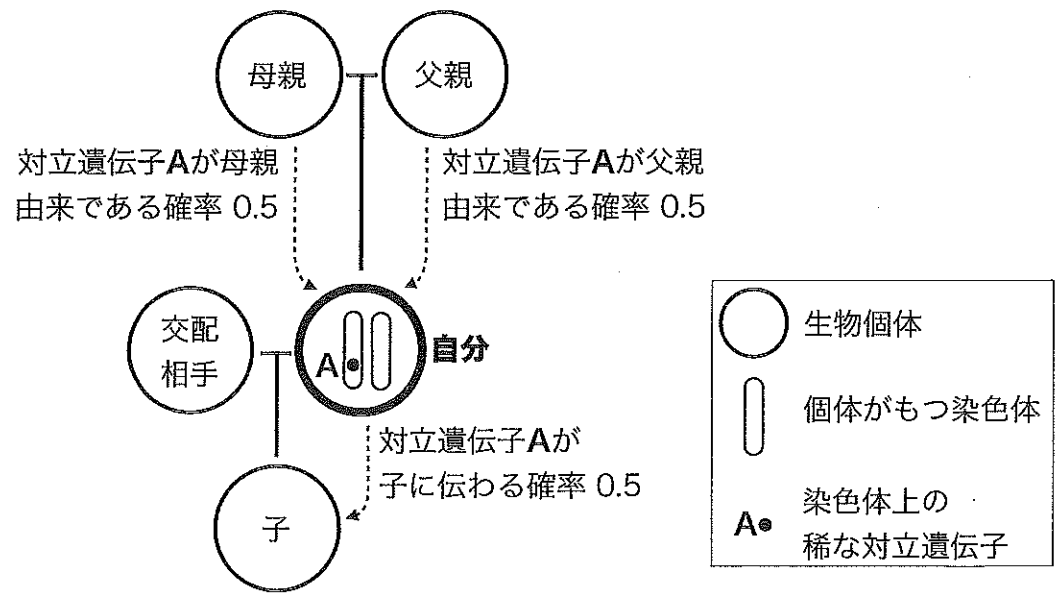 母親
父親
対立遺伝子Aが母親
由来である確率 0.5
対立遺伝子Aが父親
由来である確率 0.5
交配
相手
A
自分
対立遺伝子Aが
子に伝わる確率 0.5
子
生物個体
個体がもつ染色体
A
染色体上の
稀な対立遺伝子